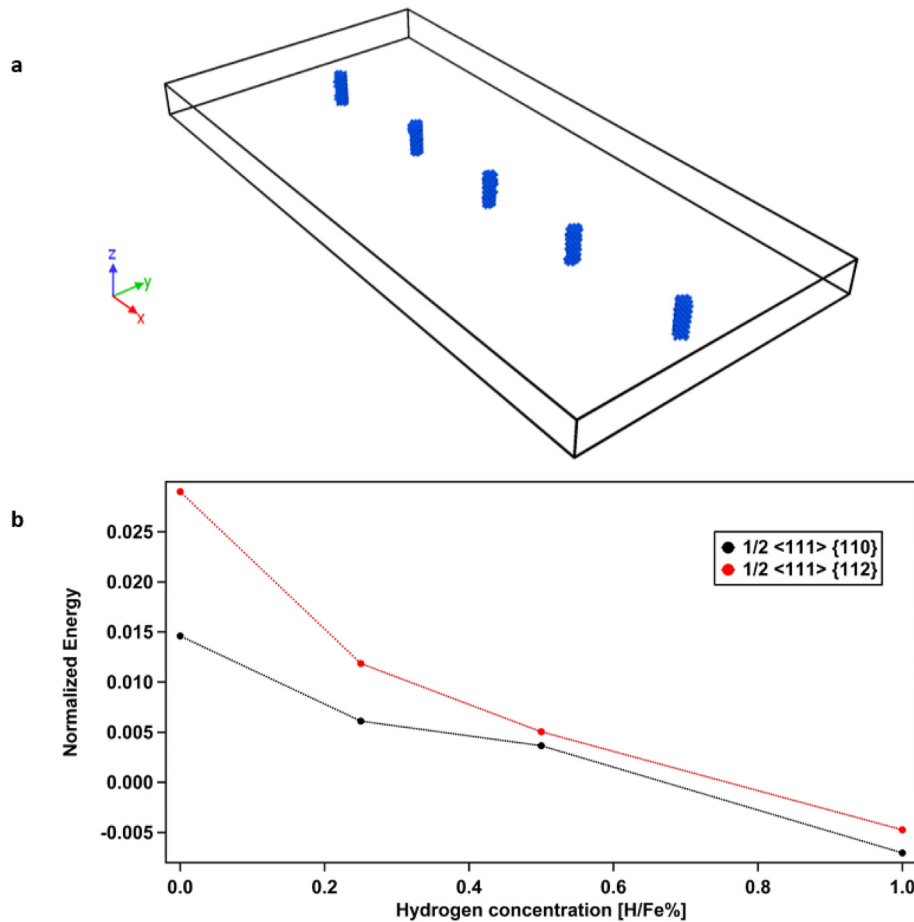 a
z
y
x
b
0.025
0.020
0.015
0.010
0.005
0.000
-0.005
Normalized Energy
1/2 <111> {110}
1/2 <111> {112}
0.0 0.2 0.4 0.6 0.8 1.0
Hydrogen concentration [H/Fe%]